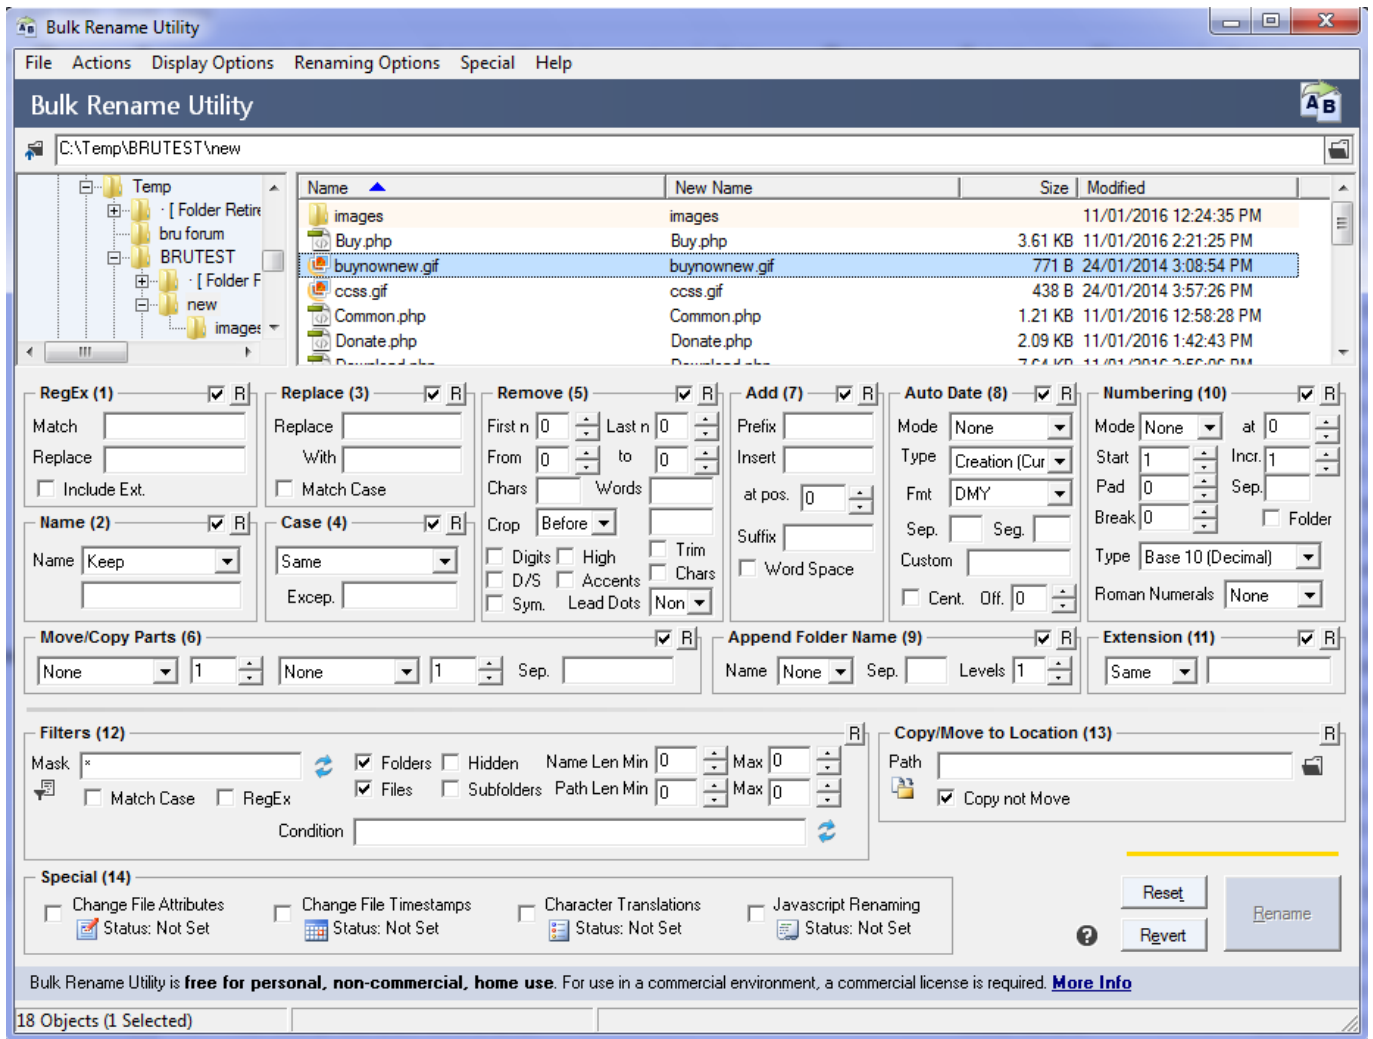 Bulk Rename Utility
File Actions Display Options Renaming Options Special Help
Bulk Rename Utility
C:\Temp\BRUTEST\new
Temp
· [ Folder Retire
bru forum
BRUTEST
· [ Folder F
new
images
Name New Name Size Modified
images images 11/01/2016 12:24:35 PM
Buy.php Buy.php 3.61 KB 11/01/2016 2:21:25 PM
buynownew.gif buynownew.gif 771 B 24/01/2014 3:08:54 PM
ccss.gif ccss.gif 438 B 24/01/2014 3:57:26 PM
Common.php Common.php 1.21 KB 11/01/2016 12:58:28 PM
Donate.php Donate.php 2.09 KB 11/01/2016 1:42:43 PM
Download.php Download.php 7.64 KB 11/01/2016 2:56:06 PM
RegEx (1) R
Match
Replace
Include Ext.
Name (2) R
Name Keep
Replace (3) R
Replace
With
Match Case
Case (4) R
Same
Excep.
Remove (5) R
First n 0 Last n 0
From 0 to 0
Chars Words
Crop Before
Digits High Trim
D/S Accents Chars
Sym. Lead Dots Non
Add (7) R
Prefix
Insert
at pos. 0
Suffix
Word Space
Auto Date (8) R
Mode None
Type Creation (Cur
Fmt DMY
Sep. Seg.
Custom
Cent. Off. 0
Numbering (10) R
Mode None at 0
Start 1 Incr. 1
Pad 0 Sep.
Break 0 Folder
Type Base 10 (Decimal)
Roman Numerals None
Move/Copy Parts (6) R
None 1 None 1 Sep.
Append Folder Name (9) R
Name None Sep. Levels 1
Extension (11) R
Same
Filters (12) R
Mask * Folders Hidden Name Len Min 0 Max 0
Match Case RegEx Files Subfolders Path Len Min 0 Max 0
Condition
Copy/Move to Location (13) R
Path
Copy not Move
Special (14)
Change File Attributes Change File Timestamps Character Translations Javascript Renaming
Status: Not Set Status: Not Set Status: Not Set Status: Not Set
Reset
Revert
Rename
Bulk Rename Utility is free for personal, non-commercial, home use. For use in a commercial environment, a commercial license is required. More Info
18 Objects (1 Selected)